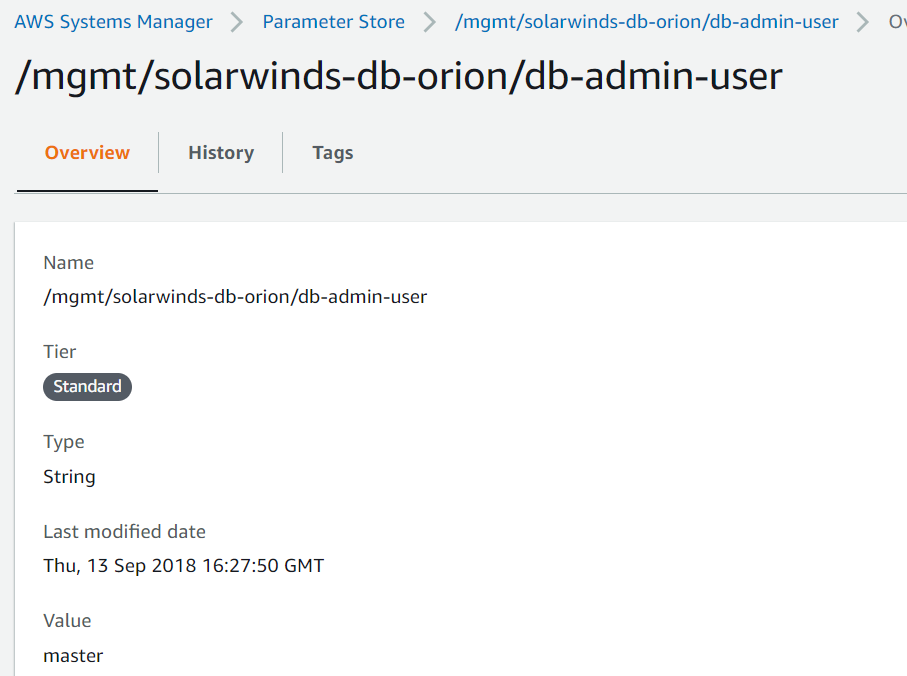 AWS Systems Manager > Parameter Store > /mgmt/solarwinds-db-orion/db-admin-user >
/mgmt/solarwinds-db-orion/db-admin-user
Overview History Tags
Name
/mgmt/solarwinds-db-orion/db-admin-user
Tier
Standard
Type
String
Last modified date
Thu, 13 Sep 2018 16:27:50 GMT
Value
master